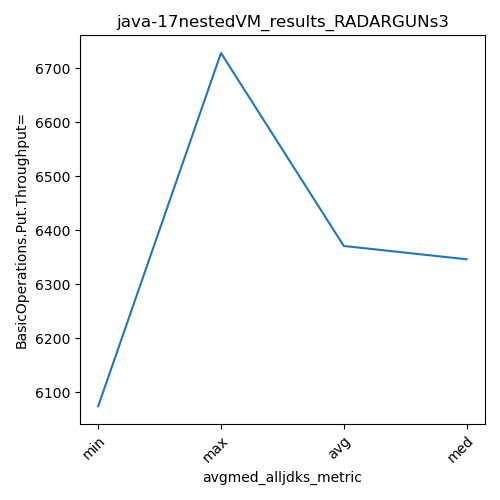 java-17nestedVM_results_RADARGUNs3
BasicOperations.Put.Throughput=
6700
6600
6500
6400
6300
6200
6100
min
max
avg
med
avgmed_alljdks_metric